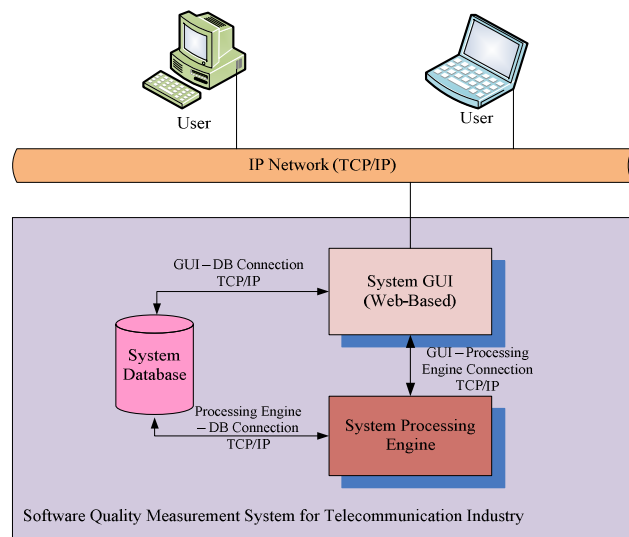 User
User
IP Network (TCP/IP)
GUI – DB Connection
TCP/IP
System GUI
(Web-Based)
System
Database
GUI – Processing
Engine Connection
TCP/IP
Processing Engine
– DB Connection
TCP/IP
System Processing
Engine
Software Quality Measurement System for Telecommunication Industry